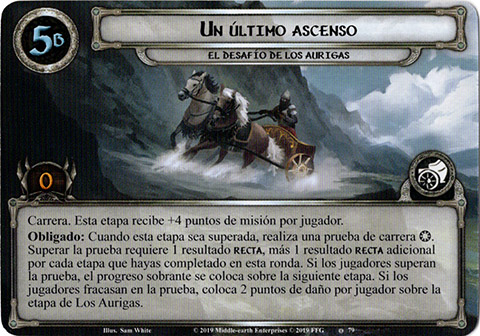 5B
UN ÚLTIMO ASCENSO
EL DESAFÍO DE LOS AURIGAS
0
Carrera. Esta etapa recibe +4 puntos de misión por jugador.
Obligado: Cuando esta etapa sea superada, realiza una prueba de carrera.
Superar la prueba requiere 1 resultado RECTA, más 1 resultado RECTA adicional
por cada etapa que hayas completado en esta ronda. Si los jugadores superan
la prueba, el progreso sobrante se coloca sobre la siguiente etapa. Si los
jugadores fracasan en la prueba, coloca 2 puntos de daño por jugador sobre la
etapa de Los Aurigas.
Illus. Sam White
© 2019 Middle-earth Enterprises © 2019 FFG
79